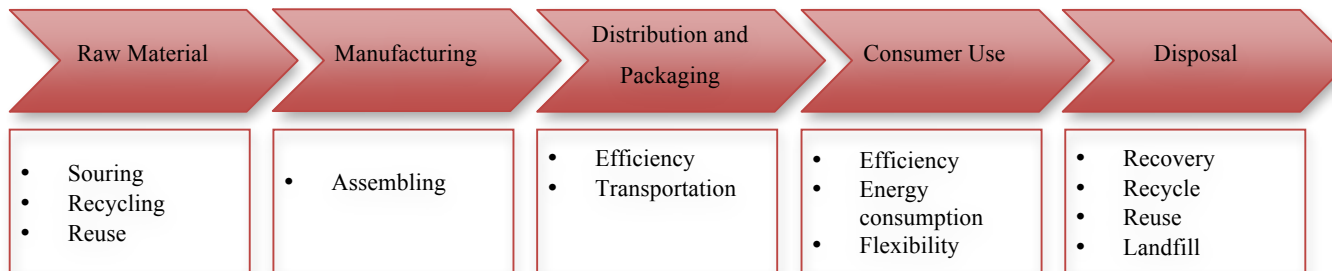 Raw Material
Manufacturing
Distribution and
Packaging
Consumer Use
Disposal
• Souring
• Recycling
• Reuse
• Assembling
• Efficiency
• Transportation
• Efficiency
• Energy
consumption
• Flexibility
• Recovery
• Recycle
• Reuse
• Landfill